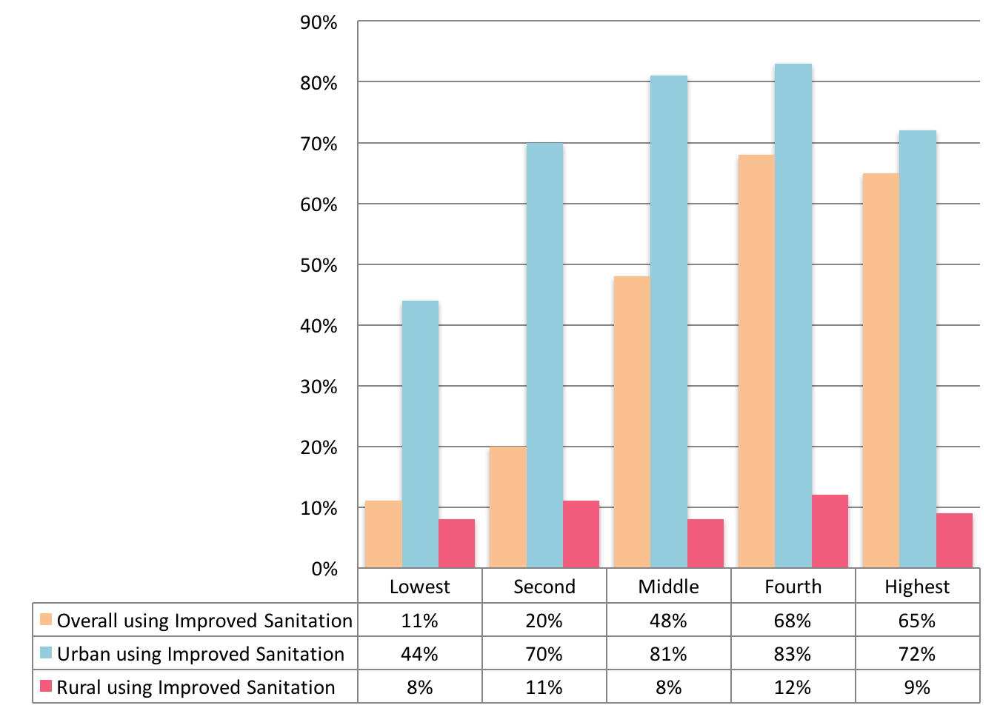 90%
80%
70%
60%
50%
40%
30%
20%
10%
0%
Lowest Second Middle Fourth Highest
Overall using Improved Sanitation 11% 20% 48% 68% 65%
Urban using Improved Sanitation 44% 70% 81% 83% 72%
Rural using Improved Sanitation 8% 11% 8% 12% 9%